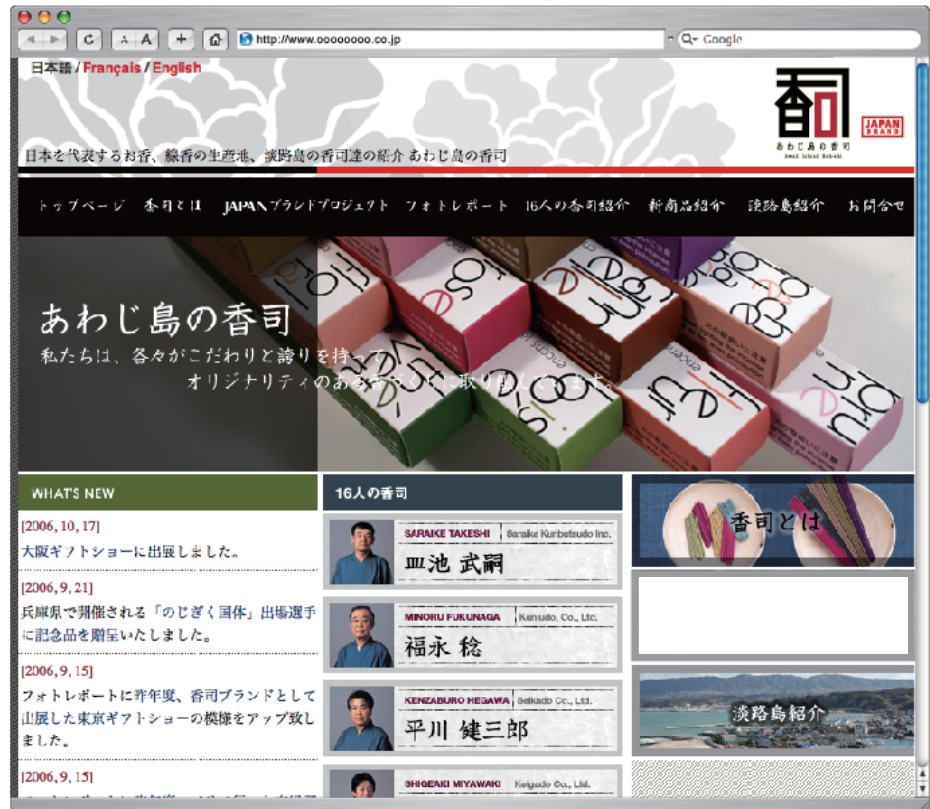 A A
http://www.oooooooo.co.jp
Google
日本語 / Français / English
香司
あわじ島の香司
JAPAN
BRAND
日本を代表するお香、線香の生産地、淡路島の香司達の紹介 あわじ島の香司
トップページ 香司とは JAPANブランドプロジェクト フォトレポート 16人の香司紹介 新商品紹介 淡路島紹介 お問合せ
あわじ島の香司
私たちは、各々がこだわりと誇りを持って
オリジナリティのある香づくりに取り組んでいます。
WHAT'S NEW
[2006, 10, 17]
大阪ギフトショーに出展しました。
[2006, 9, 21]
兵庫県で開催される「のじぎく国体」出場選手
に記念品を贈呈いたしました。
[2006, 9, 15]
フォトレポートに昨年度、香司ブランドとして
出展した東京ギフトショーの模様をアップ致し
ました。
[2006, 9, 15]
16人の香司
SARAIKE TAKESHI Saraike Kunbetsudo Inc.
皿池 武嗣
MINORU FUKUNAGA Kunjudo, Co., Ltd.
福永 稔
KENZABURO HEGAWA Seikado Co., Ltd.
平川 健三郎
SHIGEAKI MIYAWAKI Keigado Co., Ltd.
香司とは
淡路島紹介